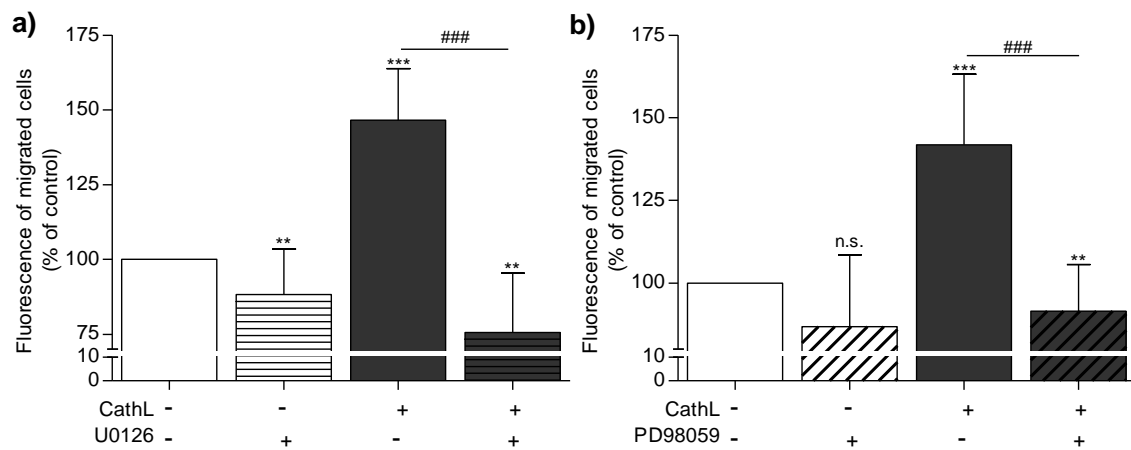 a)
Fluorescence of migrated cells
(% of control)
175
150
125
100
75
10
0
**
***
**
###
CathL - - + +
U0126 - + - +
b)
Fluorescence of migrated cells
(% of control)
175
150
125
100
10
0
n.s.
***
**
###
CathL - - + +
PD98059 - + - +